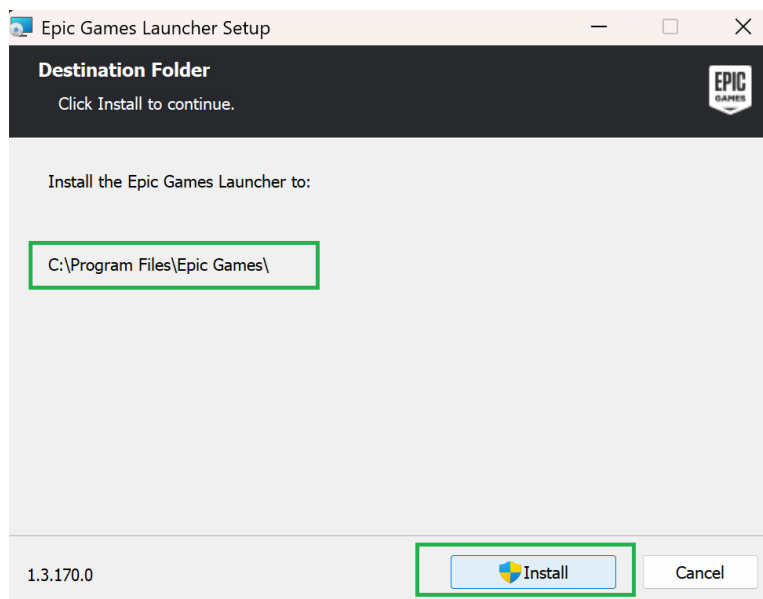 Epic Games Launcher Setup
Destination Folder
Click Install to continue.
EPIC
GAMES
Install the Epic Games Launcher to:
C:\Program Files\Epic Games\
1.3.170.0
Install
Cancel